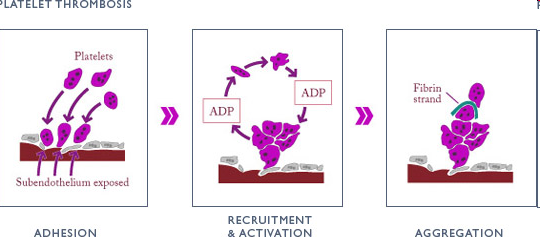 PLATELET THROMBOSIS
Platelets
Subendothelium exposed
ADHESION
ADP
ADP
RECRUITMENT
& ACTIVATION
Fibrin
strand
AGGREGATION